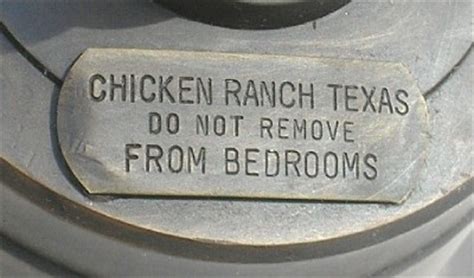 CHICKEN RANCH TEXAS
DO NOT REMOVE
FROM BEDROOMS